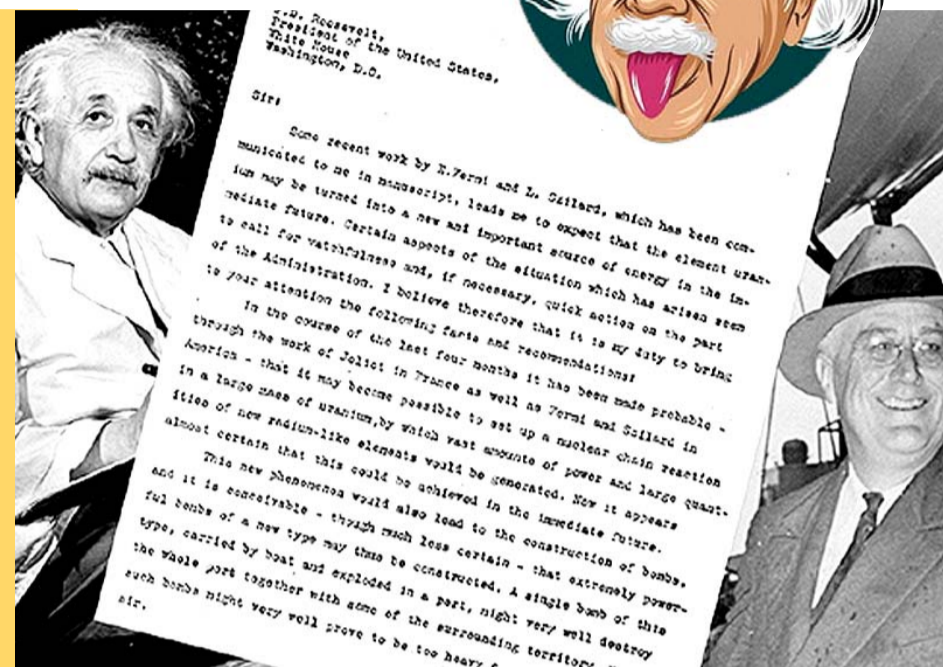 F.D. Roosevelt,
President of the United States,
White House
Washington, D.C.
Sir:
Some recent work by E.Fermi and L. Szilard, which has been com-
municated to me in manuscript, leads me to expect that the element uran-
ium may be turned into a new and important source of energy in the im-
mediate future. Certain aspects of the situation which has arisen seem
to call for watchfulness and, if necessary, quick action on the part
of the Administration. I believe therefore that it is my duty to bring
to your attention the following facts and recommendations:
In the course of the last four months it has been made probable -
through the work of Joliot in France as well as Fermi and Szilard in
America - that it may become possible to set up a nuclear chain reaction
in a large mass of uranium,by which vast amounts of power and large quant-
ities of new radium-like elements would be generated. Now it appears
almost certain that this could be achieved in the immediate future.
This new phenomenon would also lead to the construction of bombs,
and it is conceivable - though much less certain - that extremely power-
ful bombs of a new type may thus be constructed. A single bomb of this
type, carried by boat and exploded in a port, might very well destroy
the whole port together with some of the surrounding territory.
such bombs might very well prove to be too heavy
air.